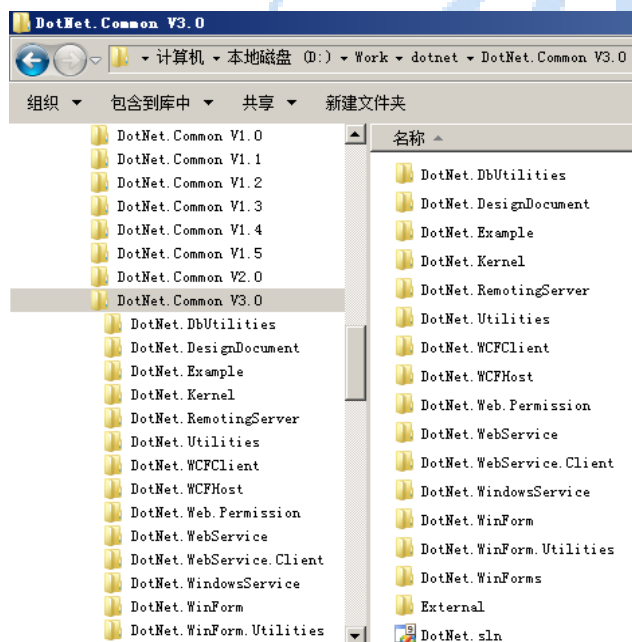 DotNet.Common V3.0
计算机 本地磁盘 (D:) Work dotnet DotNet.Common V3.0
组织 包含到库中 共享 新建文件夹
DotNet.Common V1.0
DotNet.Common V1.1
DotNet.Common V1.2
DotNet.Common V1.3
DotNet.Common V1.4
DotNet.Common V1.5
DotNet.Common V2.0
DotNet.Common V3.0
DotNet.DbUtilities
DotNet.DesignDocument
DotNet.Example
DotNet.Kernel
DotNet.RemotingServer
DotNet.Utilities
DotNet.WCFClient
DotNet.WCFHost
DotNet.Web.Permission
DotNet.WebService
DotNet.WebService.Client
DotNet.WindowsService
DotNet.WinForm
DotNet.WinForm.Utilities
名称
DotNet.DbUtilities
DotNet.DesignDocument
DotNet.Example
DotNet.Kernel
DotNet.RemotingServer
DotNet.Utilities
DotNet.WCFClient
DotNet.WCFHost
DotNet.Web.Permission
DotNet.WebService
DotNet.WebService.Client
DotNet.WindowsService
DotNet.WinForm
DotNet.WinForm.Utilities
DotNet.WinForms
External
DotNet.sln